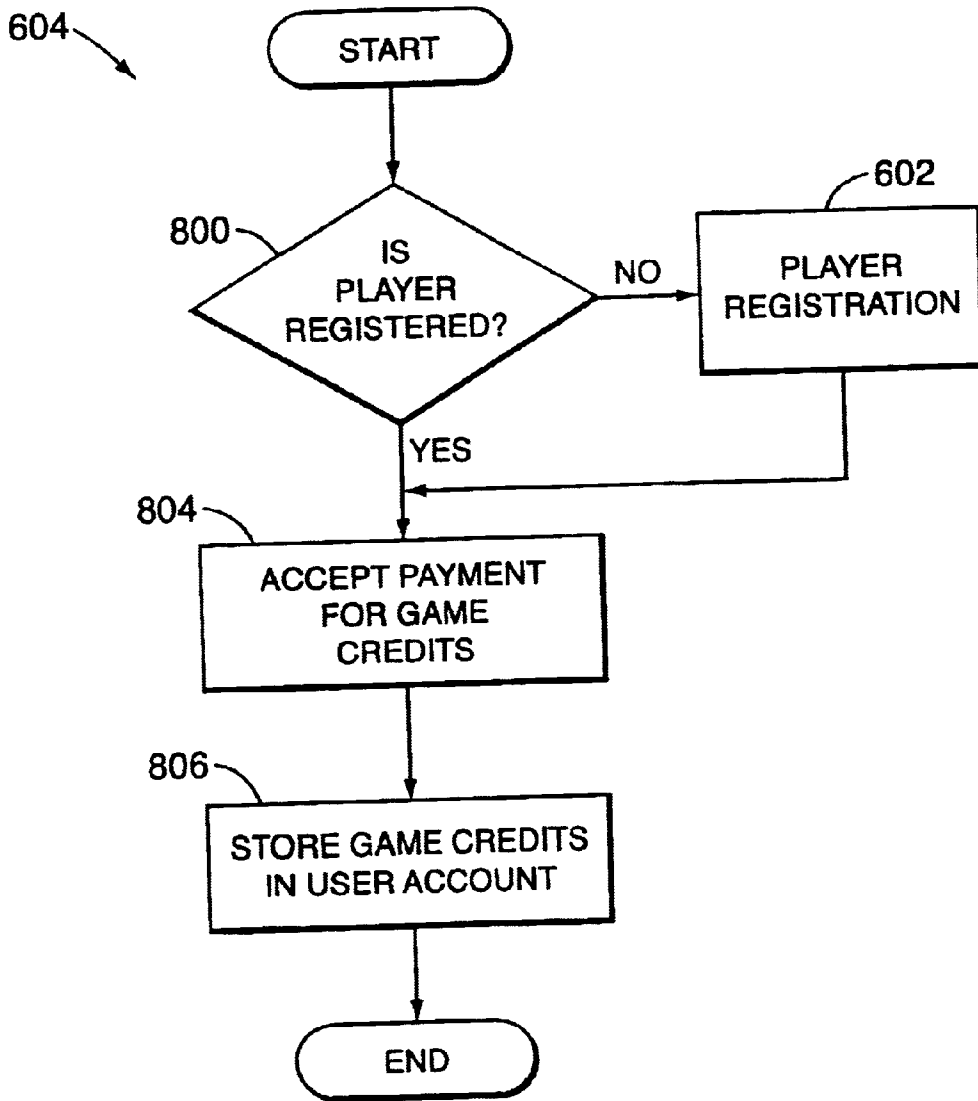 604
START
800
IS
PLAYER
REGISTERED?
NO
602
PLAYER
REGISTRATION
YES
804
ACCEPT PAYMENT
FOR GAME
CREDITS
806
STORE GAME CREDITS
IN USER ACCOUNT
END